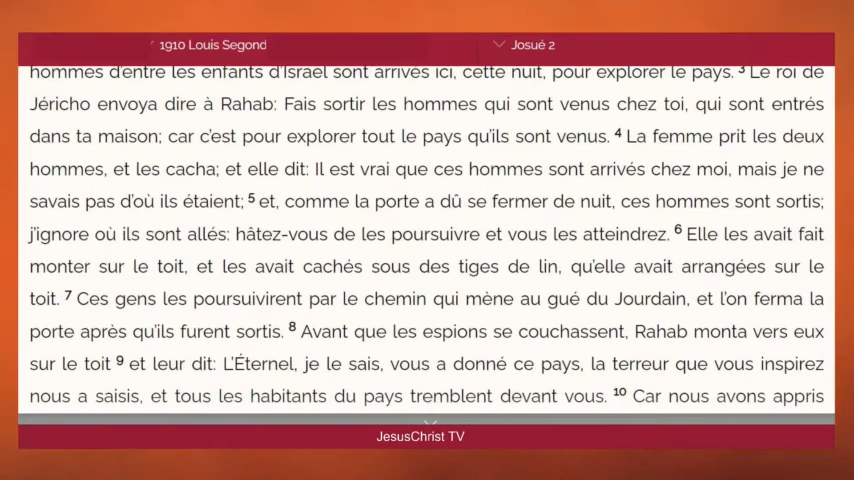 1910 Louis Segond
Josué 2
hommes d'entre les enfants d'Israël sont arrivés ici, cette nuit, pour explorer le pays. 3 Le roi de
Jéricho envoya dire à Rahab: Fais sortir les hommes qui sont venus chez toi, qui sont entrés
dans ta maison; car c'est pour explorer tout le pays qu'ils sont venus. 4 La femme prit les deux
hommes, et les cacha; et elle dit: Il est vrai que ces hommes sont arrivés chez moi, mais je ne
savais pas d'où ils étaient; 5 et, comme la porte a dû se fermer de nuit, ces hommes sont sortis;
j'ignore où ils sont allés: hâtez-vous de les poursuivre et vous les atteindrez. 6 Elle les avait fait
monter sur le toit, et les avait cachés sous des tiges de lin, qu'elle avait arrangées sur le
toit. 7 Ces gens les poursuivirent par le chemin qui mène au gué du Jourdain, et l'on ferma la
porte après qu'ils furent sortis. 8 Avant que les espions se couchassent, Rahab monta vers eux
sur le toit 9 et leur dit: L'Éternel, je le sais, vous a donné ce pays, la terreur que vous inspirez
nous a saisis, et tous les habitants du pays tremblent devant vous. 10 Car nous avons appris
JesusChrist TV